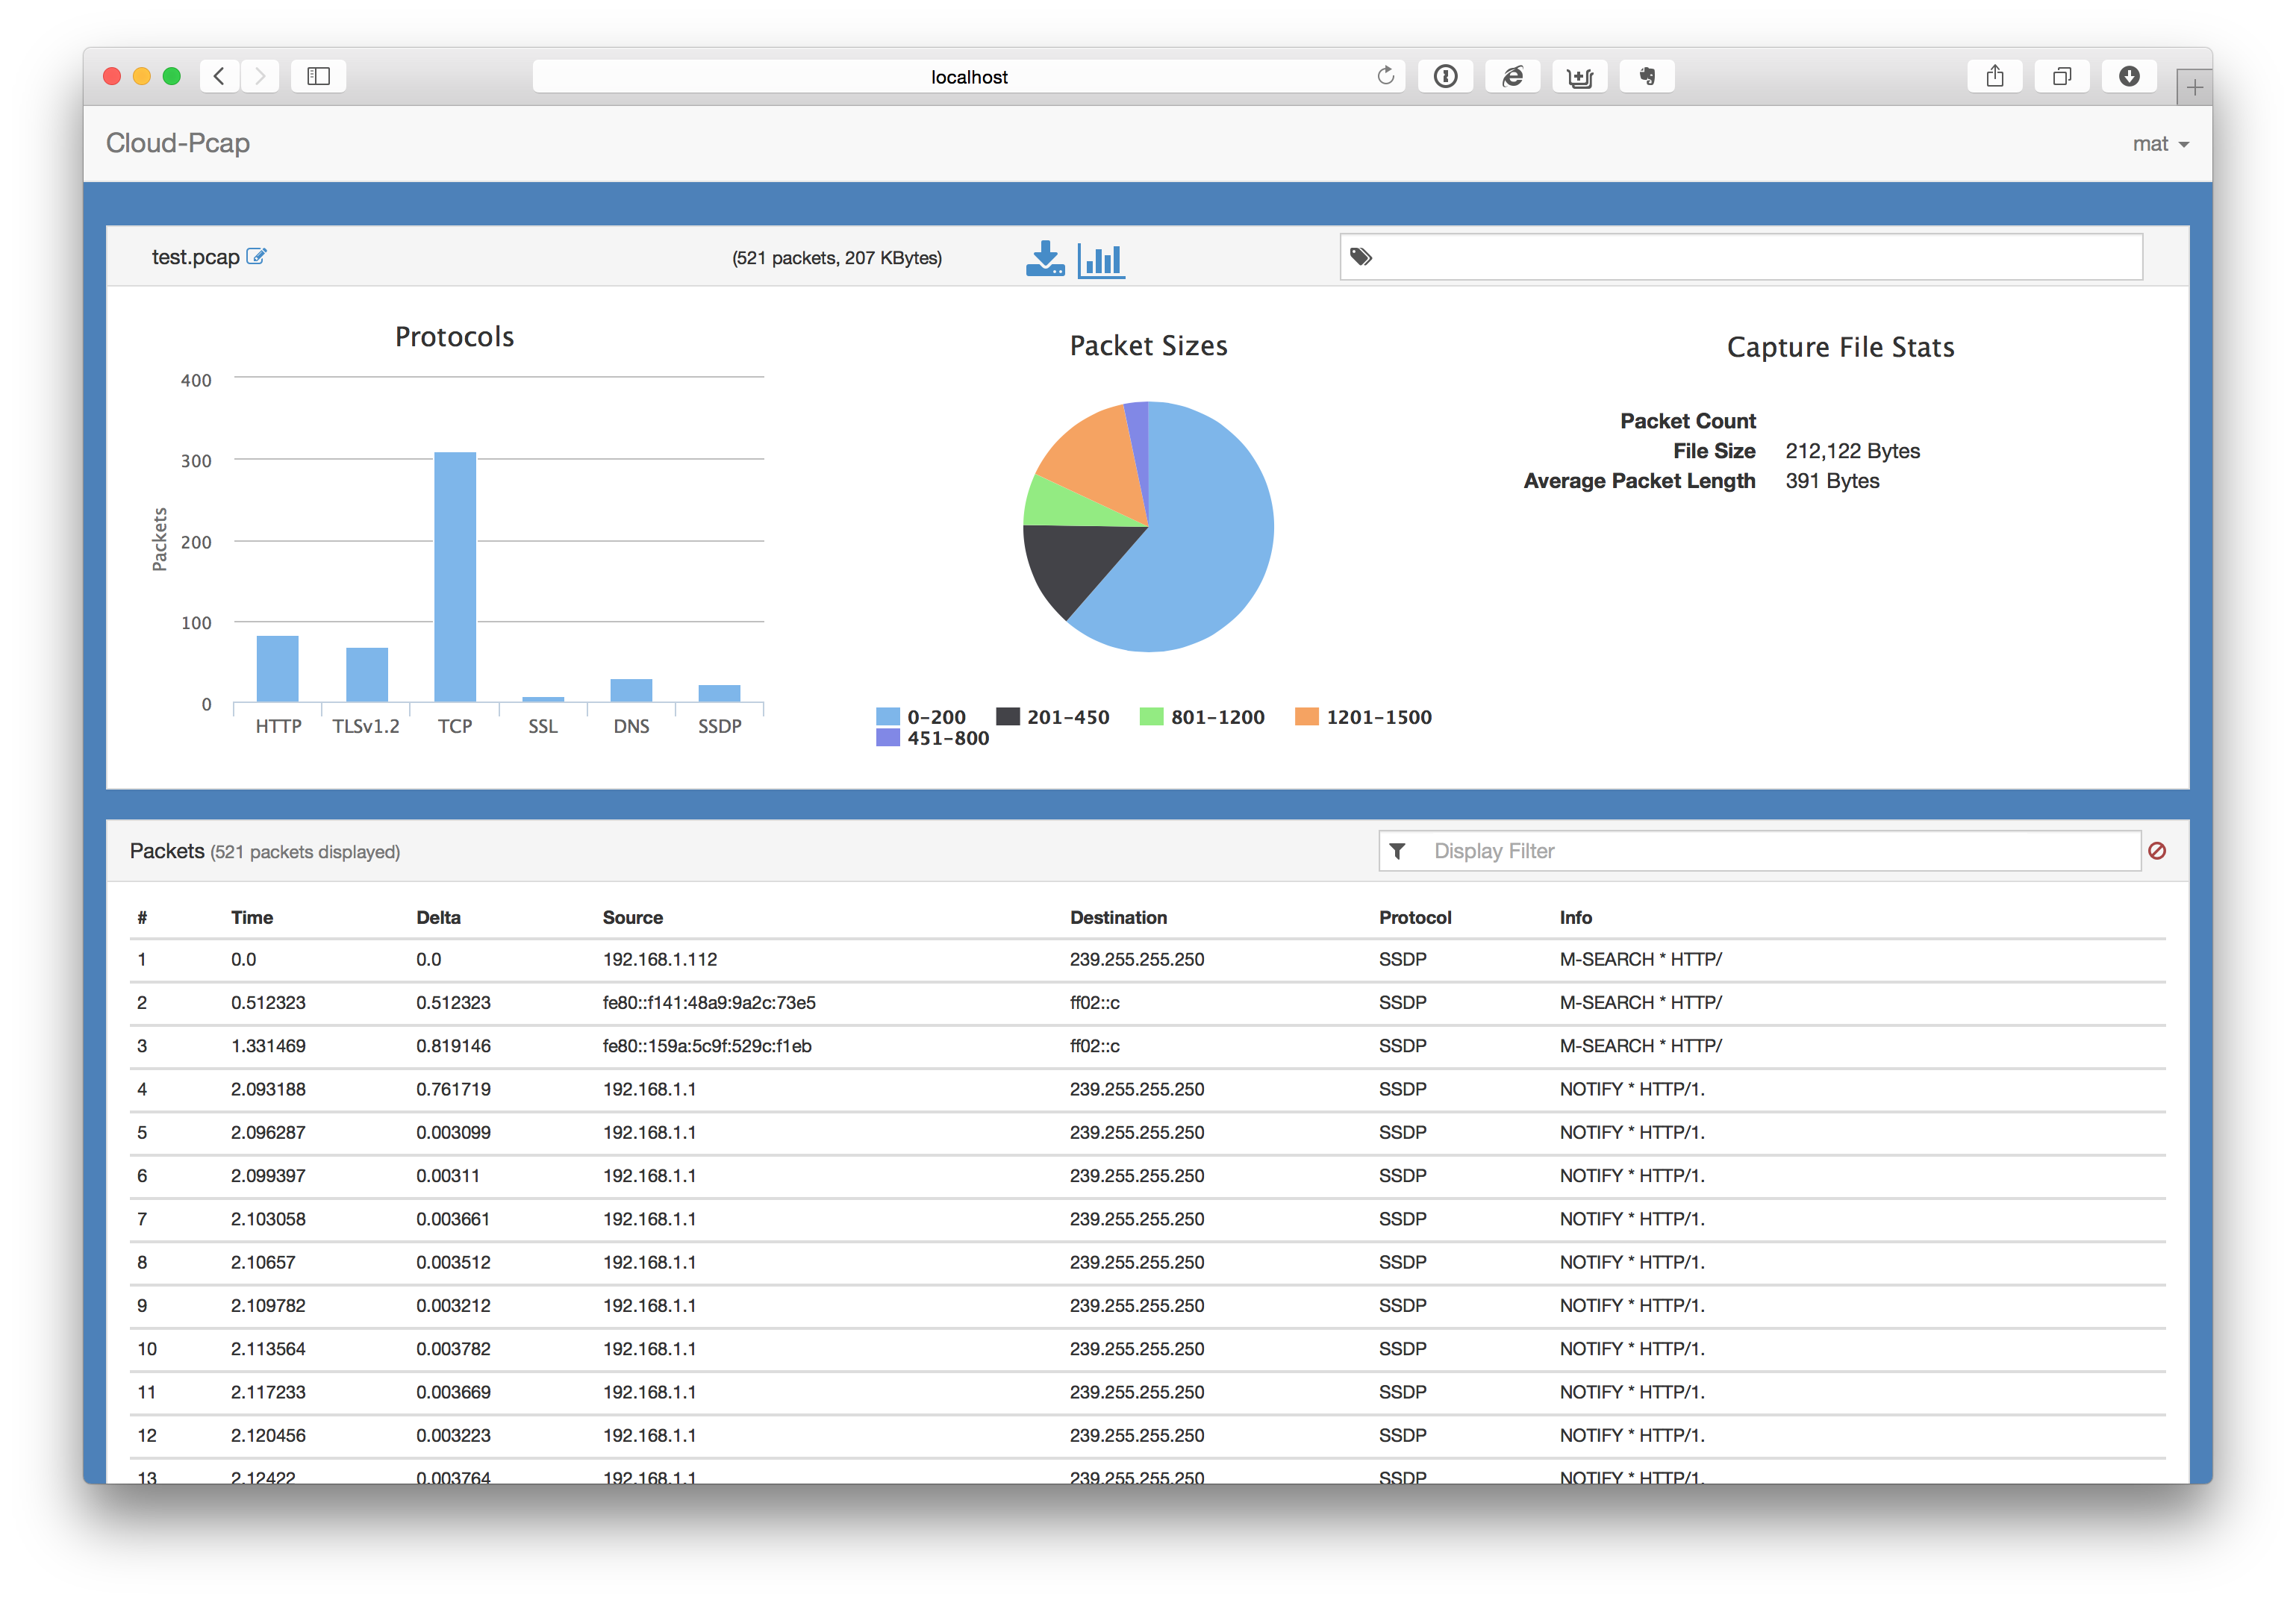 localhost
Cloud-Pcap
mat
test.pcap
(521 packets, 207 KBytes)
Protocols
400
300
200
100
0
Packets
HTTP TLSv1.2 TCP SSL DNS SSDP
Packet Sizes
0-200 201-450 801-1200 1201-1500
451-800
Capture File Stats
Packet Count
File Size 212,122 Bytes
Average Packet Length 391 Bytes
Packets (521 packets displayed)
Display Filter
# Time Delta Source Destination Protocol Info
1 0.0 0.0 192.168.1.112 239.255.255.250 SSDP M-SEARCH * HTTP/
2 0.512323 0.512323 fe80::f141:48a9:9a2c:73e5 ff02::c SSDP M-SEARCH * HTTP/
3 1.331469 0.819146 fe80::159a:5c9f:529c:f1eb ff02::c SSDP M-SEARCH * HTTP/
4 2.093188 0.761719 192.168.1.1 239.255.255.250 SSDP NOTIFY * HTTP/1.
5 2.096287 0.003099 192.168.1.1 239.255.255.250 SSDP NOTIFY * HTTP/1.
6 2.099397 0.00311 192.168.1.1 239.255.255.250 SSDP NOTIFY * HTTP/1.
7 2.103058 0.003661 192.168.1.1 239.255.255.250 SSDP NOTIFY * HTTP/1.
8 2.10657 0.003512 192.168.1.1 239.255.255.250 SSDP NOTIFY * HTTP/1.
9 2.109782 0.003212 192.168.1.1 239.255.255.250 SSDP NOTIFY * HTTP/1.
10 2.113564 0.003782 192.168.1.1 239.255.255.250 SSDP NOTIFY * HTTP/1.
11 2.117233 0.003669 192.168.1.1 239.255.255.250 SSDP NOTIFY * HTTP/1.
12 2.120456 0.003223 192.168.1.1 239.255.255.250 SSDP NOTIFY * HTTP/1.
13 2.12422 0.003764 192.168.1.1 239.255.255.250 SSDP NOTIFY * HTTP/1.